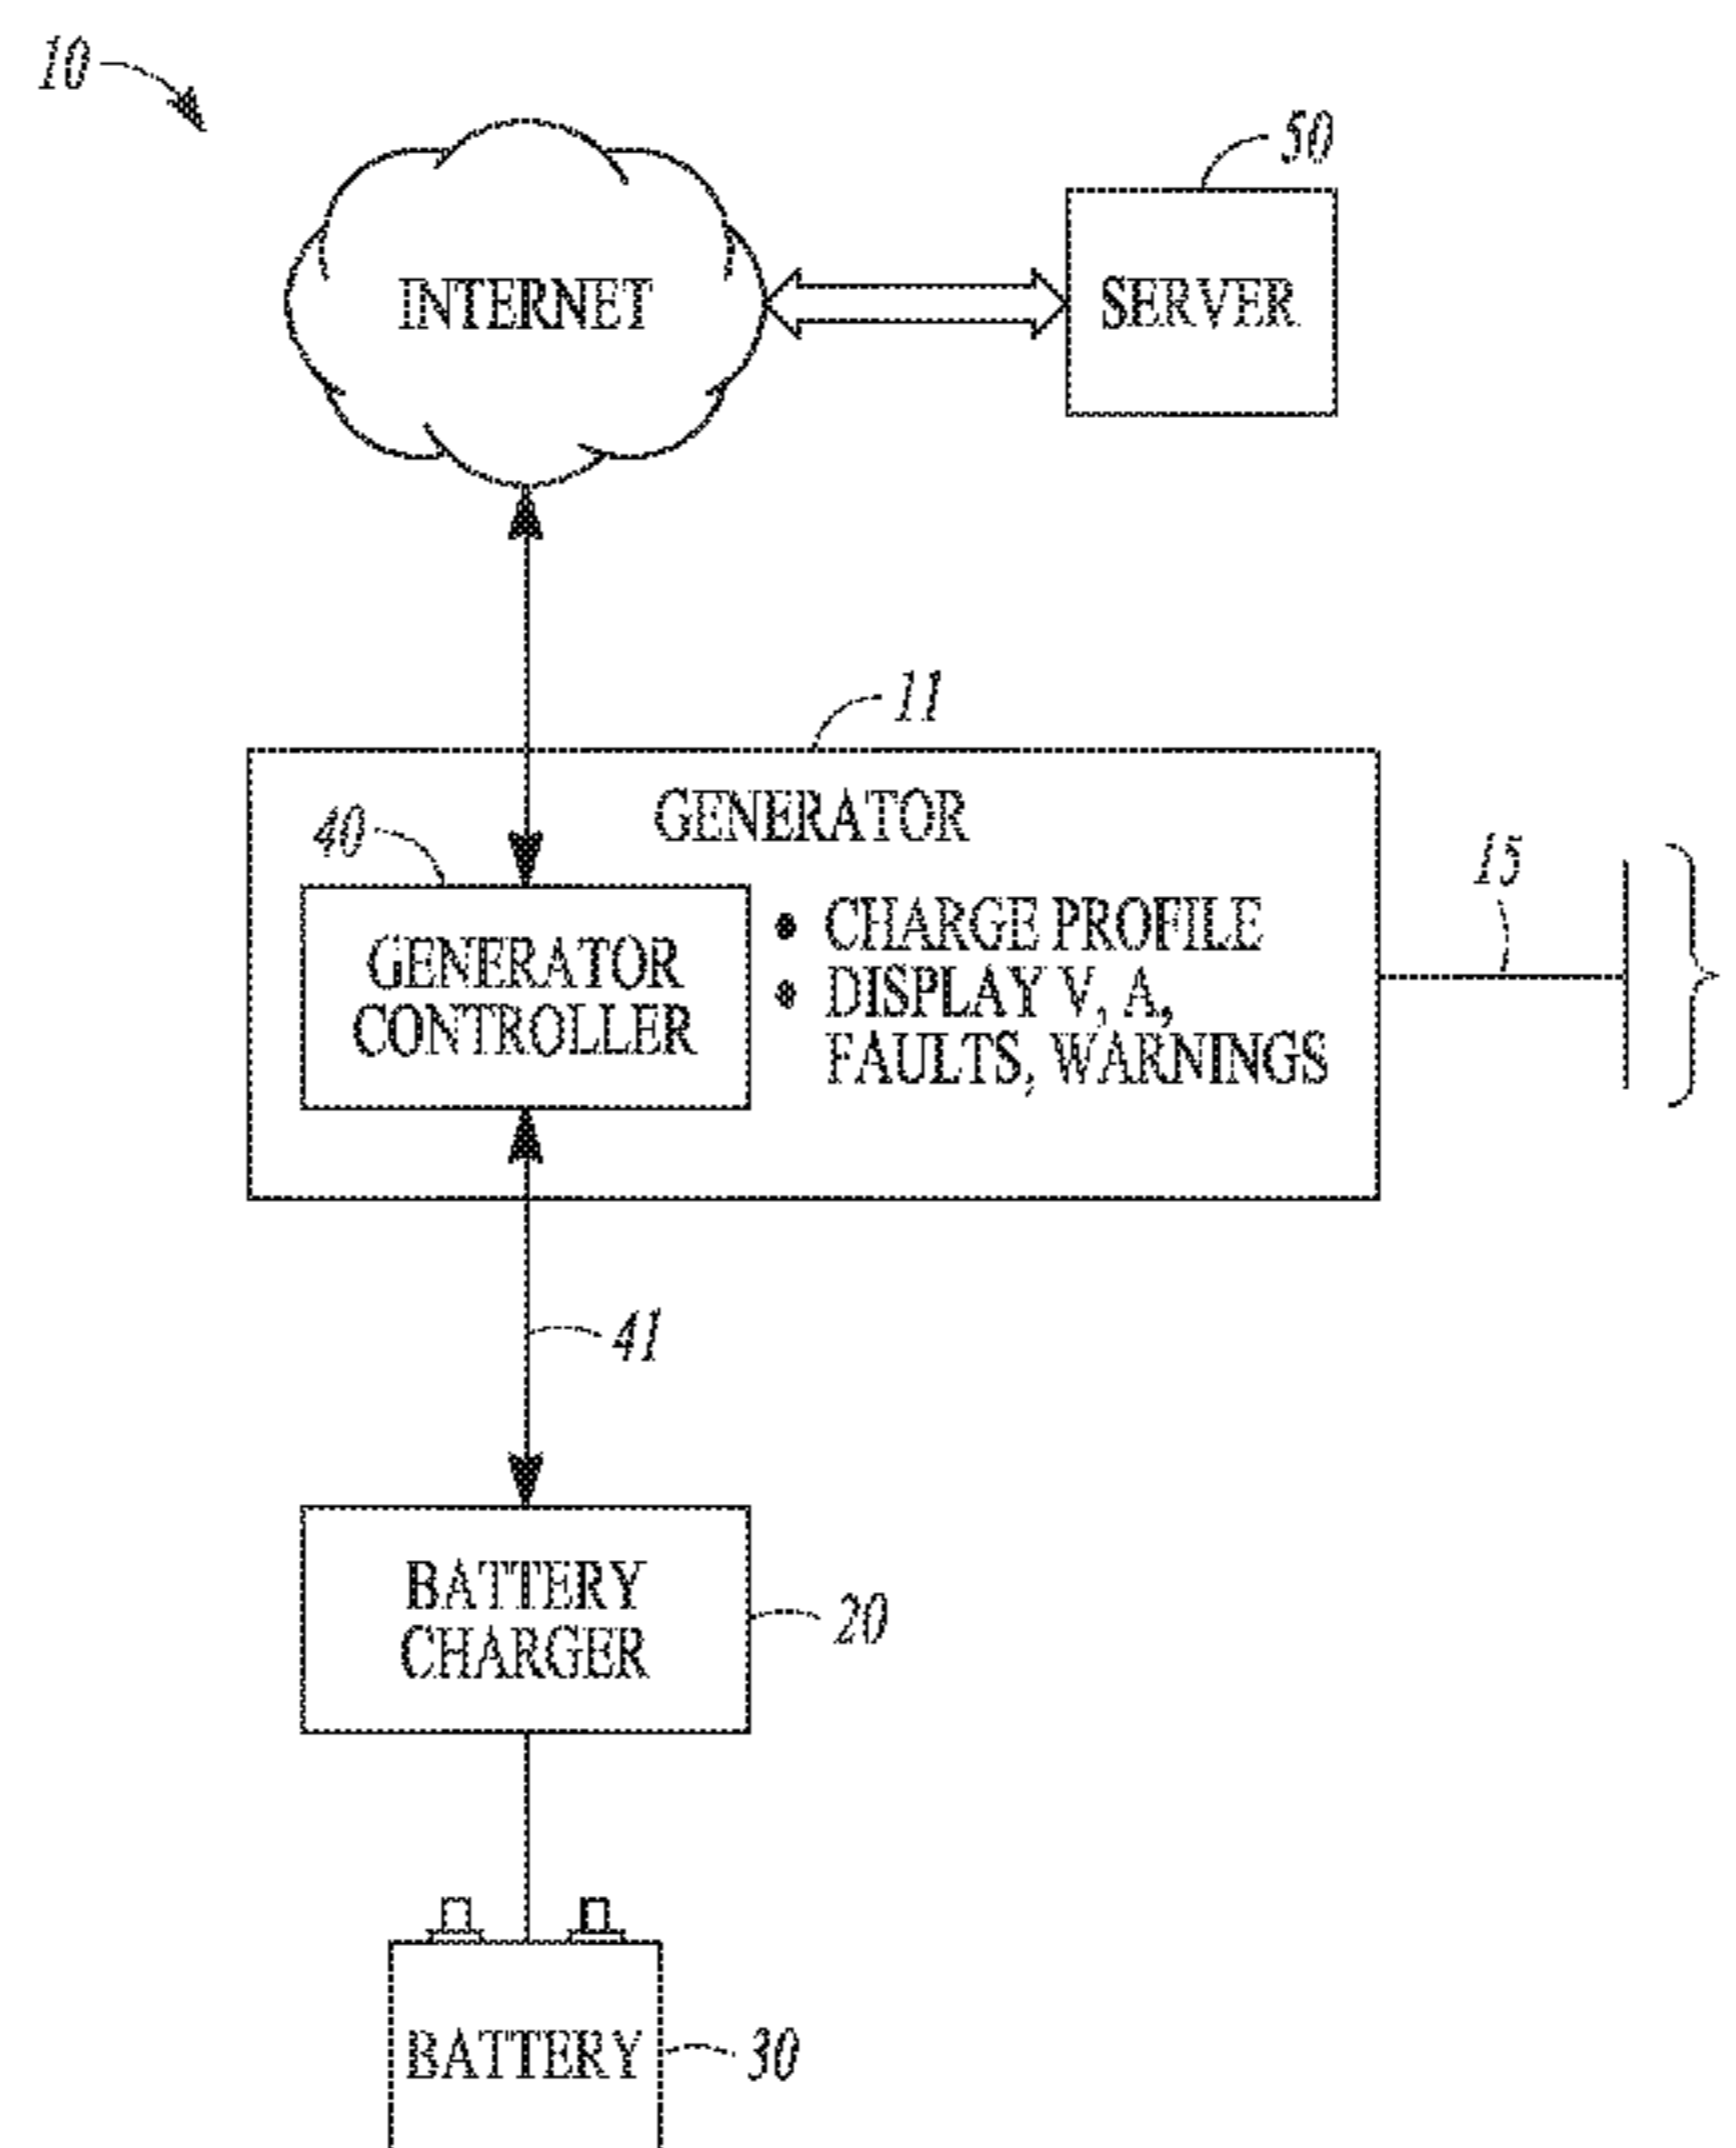 10
50
INTERNET
SERVER
11
GENERATOR
40
15
GENERATOR
CONTROLLER
• CHARGE PROFILE
• DISPLAY V, A,
FAULTS, WARNINGS
41
BATTERY
CHARGER
20
BATTERY
30